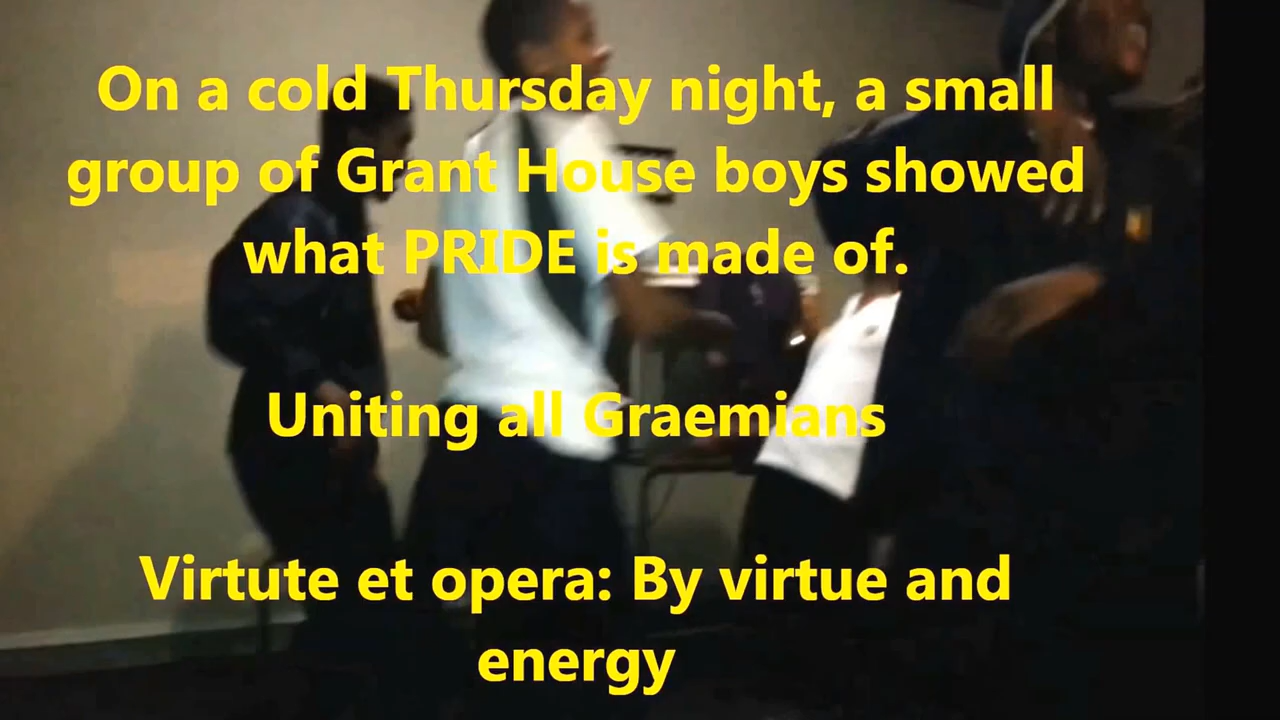 On a cold Thursday night, a small
group of Grant House boys showed
what PRIDE is made of.
Uniting all Graemians
Virtute et opera: By virtue and
energy